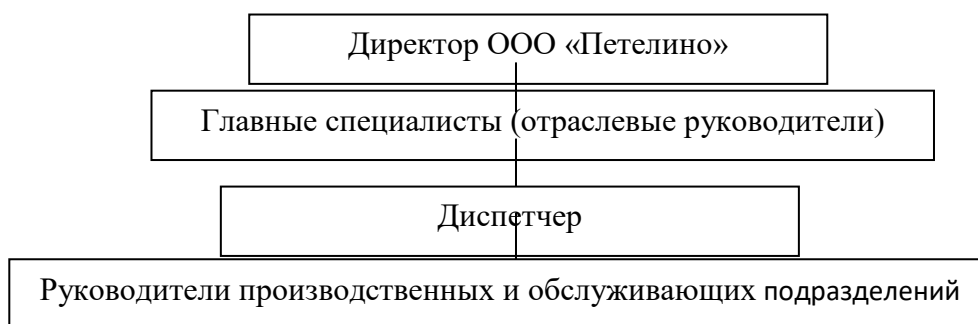 Директор ООО «Петелино»
Главные специалисты (отраслевые руководители)
Диспетчер
Руководители производственных и обслуживающих подразделений